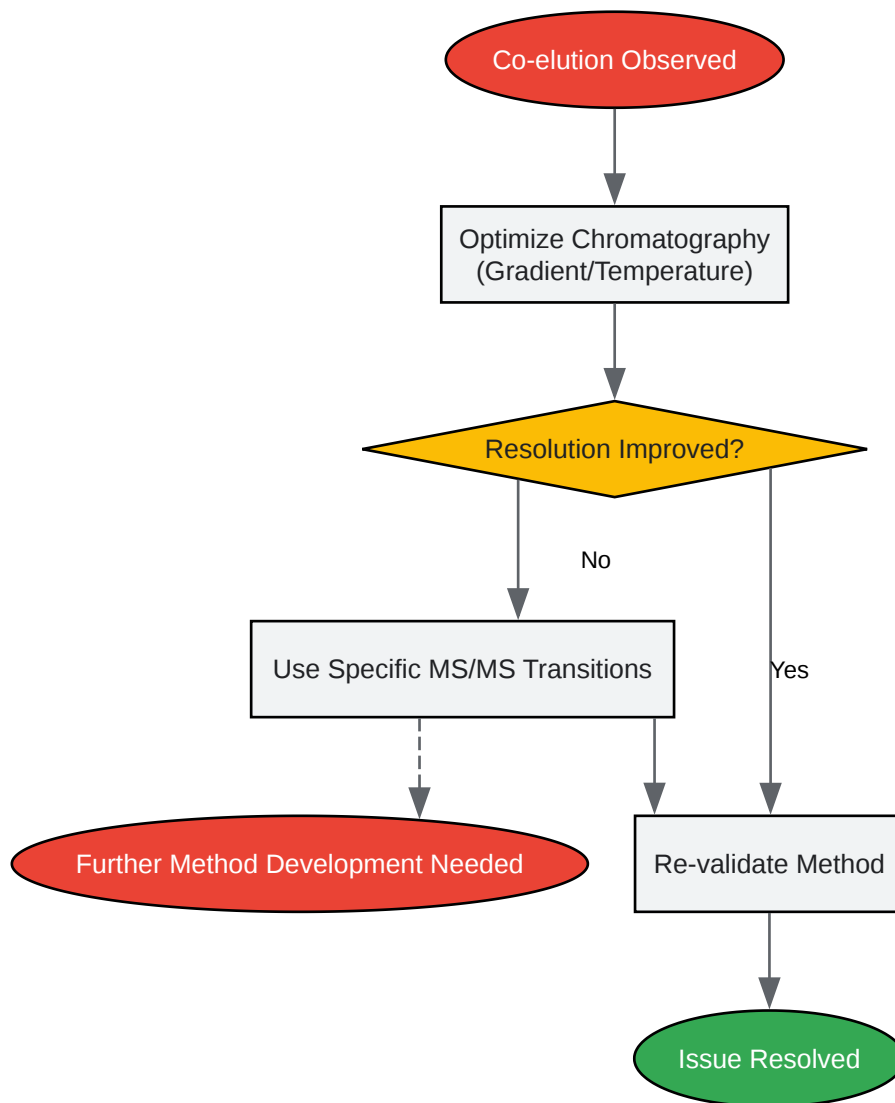 Co-elution Observed
Optimize Chromatography
(Gradient/Temperature)
Resolution Improved?
No
Use Specific MS/MS Transitions
Yes
Further Method Development Needed
Re-validate Method
Issue Resolved